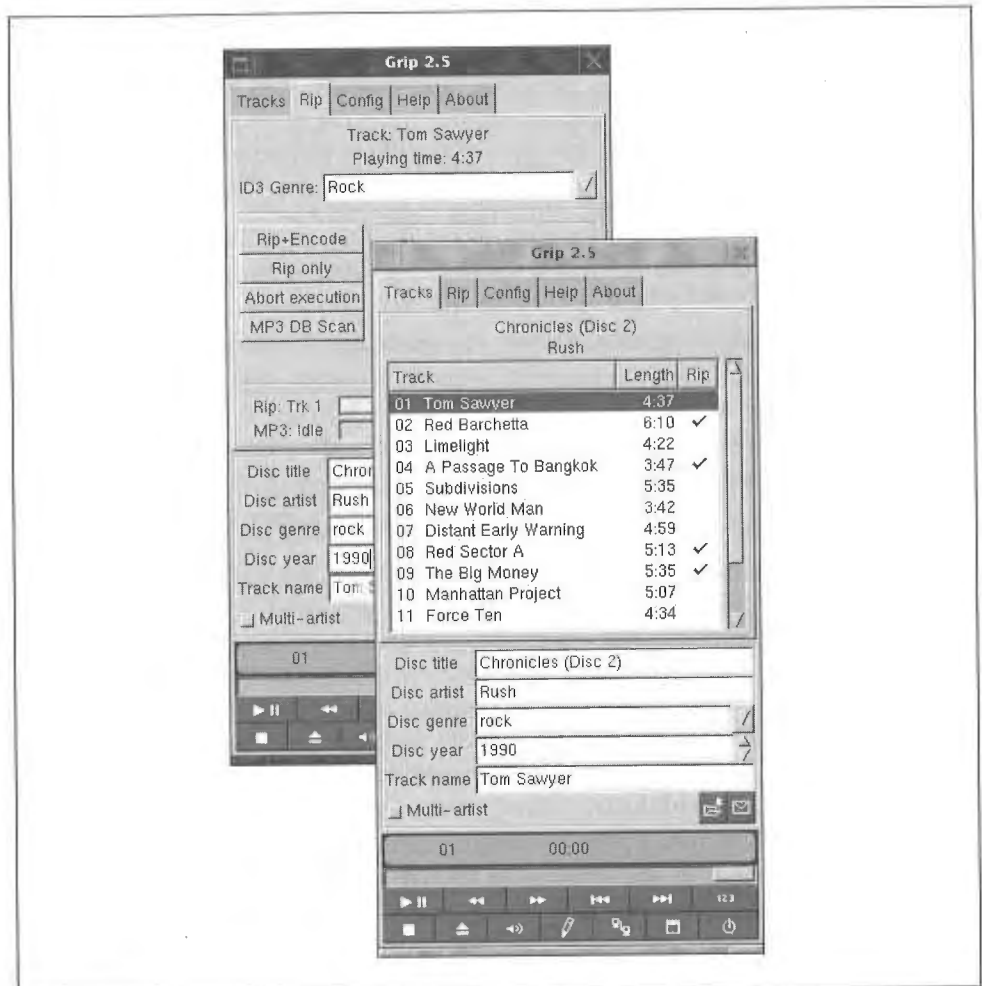 Grip 2.5
Tracks Rip Config Help About
Track: Tom Sawyer
Playing time: 4:37
ID3 Genre: Rock
Rip+Encode
Rip only
Abort execution
MP3 DB Scan
Rip: Trk 1
MP3: Idle
Disc title Chron
Disc artist Rush
Disc genre rock
Disc year 1990
Track name Tom S
Multi-artist
01
Grip 2.5
Tracks Rip Config Help About
Chronicles (Disc 2)
Rush
Track Length Rip
01 Tom Sawyer 4:37
02 Red Barchetta 6:10 ✓
03 Limelight 4:22
04 A Passage To Bangkok 3:47 ✓
05 Subdivisions 5:35
06 New World Man 3:42
07 Distant Early Warning 4:59
08 Red Sector A 5:13 ✓
09 The Big Money 5:35 ✓
10 Manhattan Project 5:07
11 Force Ten 4:34
Disc title Chronicles (Disc 2)
Disc artist Rush
Disc genre rock
Disc year 1990
Track name Tom Sawyer
Multi-artist
01 00:00
123